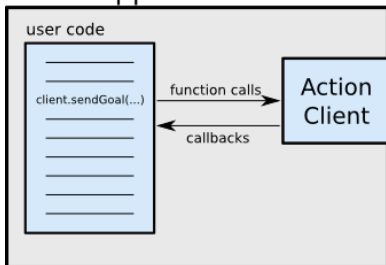 user code
client.sendGoal(...)
function calls
callbacks
Action
Client